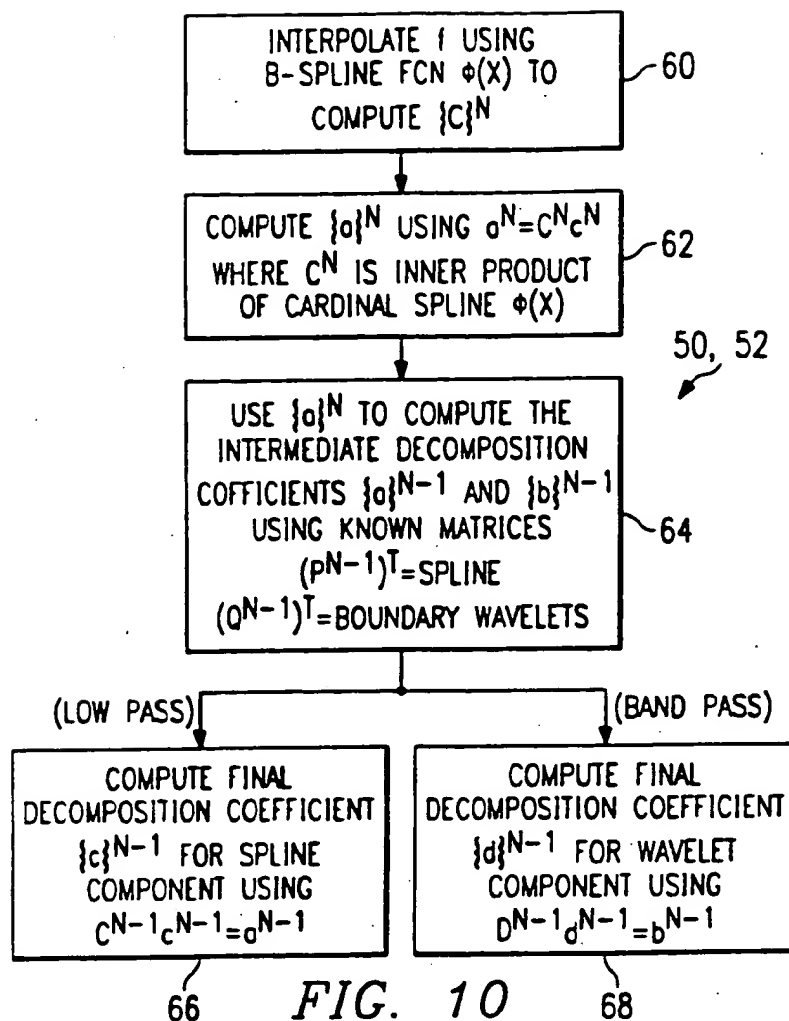 INTERPOLATE f USING
B-SPLINE FCN Φ(X) TO
COMPUTE {C}^N
60
COMPUTE {a}^N USING a^N=C^Nc^N
WHERE C^N IS INNER PRODUCT
OF CARDINAL SPLINE Φ(X)
62
50, 52
USE {a}^N TO COMPUTE THE
INTERMEDIATE DECOMPOSITION
COFFICIENTS {a}^N-1 AND {b}^N-1
USING KNOWN MATRICES
(P^N-1)^T=SPLINE
(Q^N-1)^T=BOUNDARY WAVELETS
64
(LOW PASS)
(BAND PASS)
COMPUTE FINAL
DECOMPOSITION COEFFICIENT
{c}^N-1 FOR SPLINE
COMPONENT USING
C^N-1c^N-1=a^N-1
66
COMPUTE FINAL
DECOMPOSITION COEFFICIENT
{d}^N-1 FOR WAVELET
COMPONENT USING
D^N-1d^N-1=b^N-1
68
FIG. 10